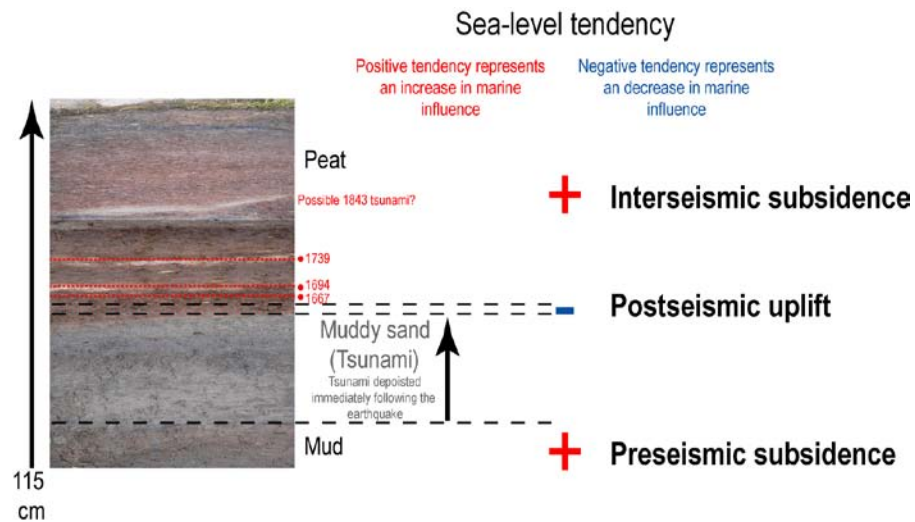 Sea-level tendency
Positive tendency represents
an increase in marine
influence
Negative tendency represents
an decrease in marine
influence
Peat
Possible 1843 tsunami?
+
Interseismic subsidence
1739
1694
1667
-
Postseismic uplift
Muddy sand
(Tsunami)
Tsunami depoisted
immediately following the
earthquake
Mud
+
Preseismic subsidence
115
cm